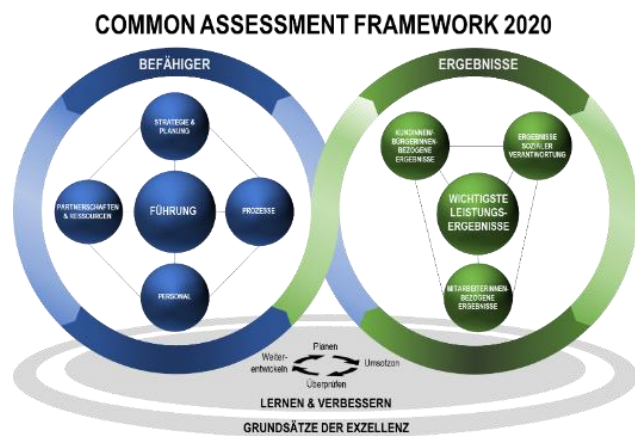 COMMON ASSESSMENT FRAMEWORK 2020
BEFÄHIGER
ERGEBNISSE
STRATEGIE &
PLANUNG
PARTNERSCHAFTEN
& RESSOURCEN
FÜHRUNG
PROZESSE
PERSONAL
KUNDINNEN/
BÜRGERINNEN-
BEZOGENE
ERGEBNISSE
ERGEBNISSE
SOZIALER
VERANTWORTUNG
WICHTIGSTE
LEISTUNGS-
ERGEBNISSE
MITARBEITERINNEN-
BEZOGENE
ERGEBNISSE
Planen
Weiter-
entwickeln
Umsetzen
Überprüfen
LERNEN & VERBESSERN
GRUNDSÄTZE DER EXZELLENZ